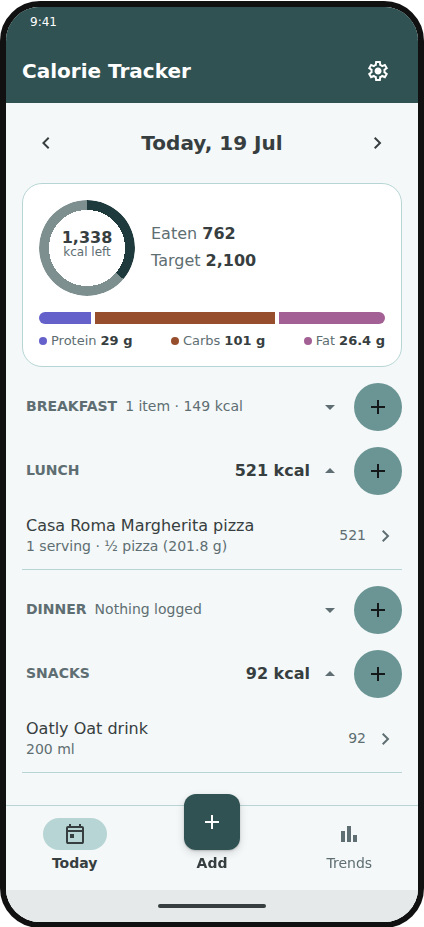 9:41
Calorie Tracker
Today, 19 Jul
1,338
kcal left
Eaten 762
Target 2,100
Protein 29 g Carbs 101 g Fat 26.4 g
BREAKFAST 1 item · 149 kcal
LUNCH 521 kcal
Casa Roma Margherita pizza
1 serving · ½ pizza (201.8 g)
521
DINNER Nothing logged
SNACKS 92 kcal
Oatly Oat drink
200 ml
92
Today Add Trends